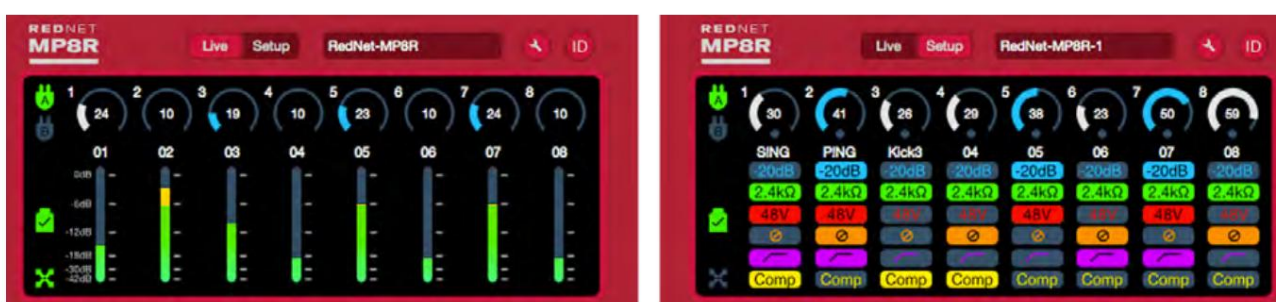 REDNET
MP8R
Live Setup RedNet-MP8R ID
A 1 2 3 4 5 6 7 8
B 24 10 19 10 23 10 24 10
01 02 03 04 05 06 07 08
0dB
-6dB
-12dB
-18dB
-30dB
-42dB
REDNET
MP8R
Live Setup RedNet-MP8R-1 ID
A 1 2 3 4 5 6 7 8
B 30 41 26 29 38 23 50 59
SING PING Kick3 04 05 06 07 08
-20dB -20dB -20dB -20dB -20dB -20dB -20dB -20dB
2.4kΩ 2.4kΩ 2.4kΩ 2.4kΩ 2.4kΩ 2.4kΩ 2.4kΩ 2.4kΩ
48V 48V 48V 48V 48V 48V 48V 48V
Comp Comp Comp Comp Comp Comp Comp Comp